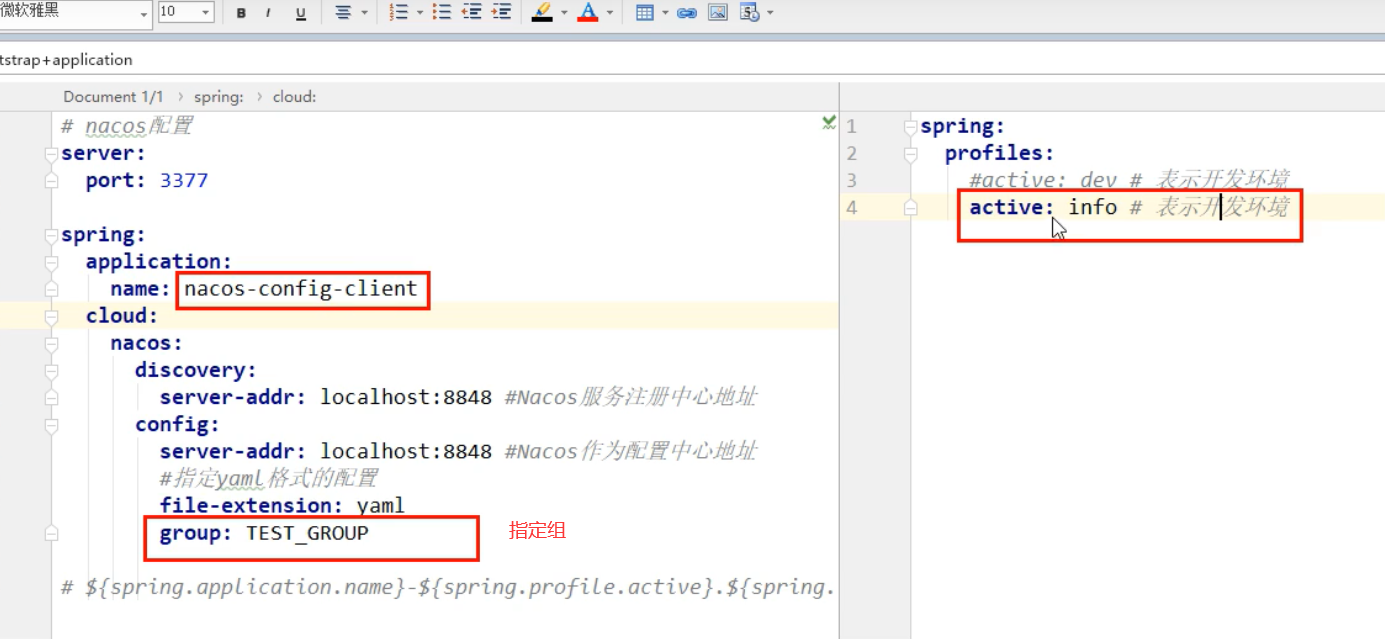 微软雅黑 10 B I U
tstrap+application
Document 1/1 › spring: › cloud:
# nacos配置
server:
port: 3377
spring:
application:
name: nacos-config-client
cloud:
nacos:
discovery:
server-addr: localhost:8848 #Nacos服务注册中心地址
config:
server-addr: localhost:8848 #Nacos作为配置中心地址
#指定yaml格式的配置
file-extension: yaml
group: TEST_GROUP
指定组
# ${spring.application.name}-${spring.profile.active}.${spring.
1 spring:
2 profiles:
3 #active: dev # 表示开发环境
4 active: info # 表示开发环境